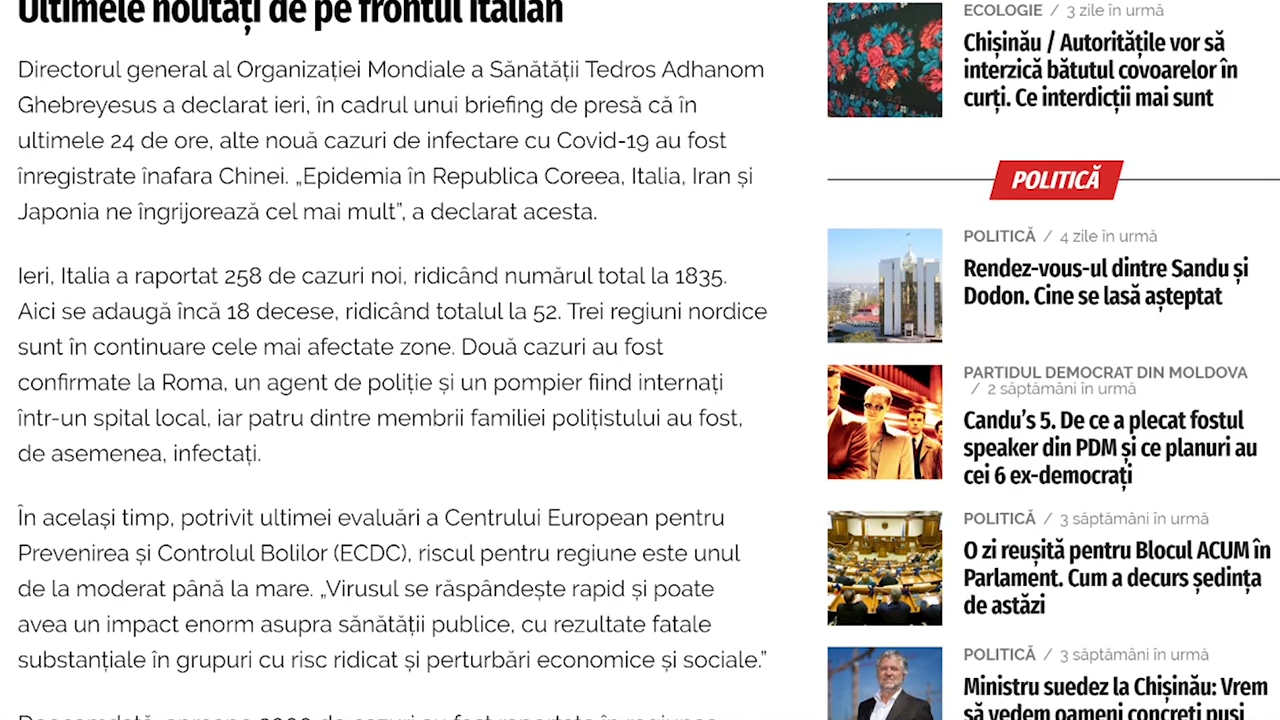 Ultimele noutăți de pe frontul italian
Directorul general al Organizației Mondiale a Sănătății Tedros Adhanom
Ghebreyesus a declarat ieri, în cadrul unui briefing de presă că în
ultimele 24 de ore, alte nouă cazuri de infectare cu Covid-19 au fost
înregistrate înafara Chinei. „Epidemia în Republica Coreea, Italia, Iran și
Japonia ne îngrijorează cel mai mult”, a declarat acesta.
Ieri, Italia a raportat 258 de cazuri noi, ridicând numărul total la 1835.
Aici se adaugă încă 18 decese, ridicând totalul la 52. Trei regiuni nordice
sunt în continuare cele mai afectate zone. Două cazuri au fost
confirmate la Roma, un agent de poliție și un pompier fiind internați
într-un spital local, iar patru dintre membrii familiei polițistului au fost,
de asemenea, infectați.
În același timp, potrivit ultimei evaluări a Centrului European pentru
Prevenirea și Controlul Bolilor (ECDC), riscul pentru regiune este unul
de la moderat până la mare. „Virusul se răspândește rapid și poate
avea un impact enorm asupra sănătății publice, cu rezultate fatale
substanțiale în grupuri cu risc ridicat și perturbări economice și sociale.”
ECOLOGIE / 3 zile în urmă
Chișinău / Autoritățile vor să
interzică bătutul covoarelor în
curți. Ce interdicții mai sunt
POLITICĂ
POLITICĂ / 4 zile în urmă
Rendez-vous-ul dintre Sandu și
Dodon. Cine se lasă așteptat
PARTIDUL DEMOCRAT DIN MOLDOVA
/ 2 săptămâni în urmă
Candu’s 5. De ce a plecat fostul
speaker din PDM și ce planuri au
cei 6 ex-democrați
POLITICĂ / 3 săptămâni în urmă
O zi reușită pentru Blocul ACUM în
Parlament. Cum a decurs ședința
de astăzi
POLITICĂ / 3 săptămâni în urmă
Ministru suedez la Chișinău: Vrem
să vedem oameni concreți puși